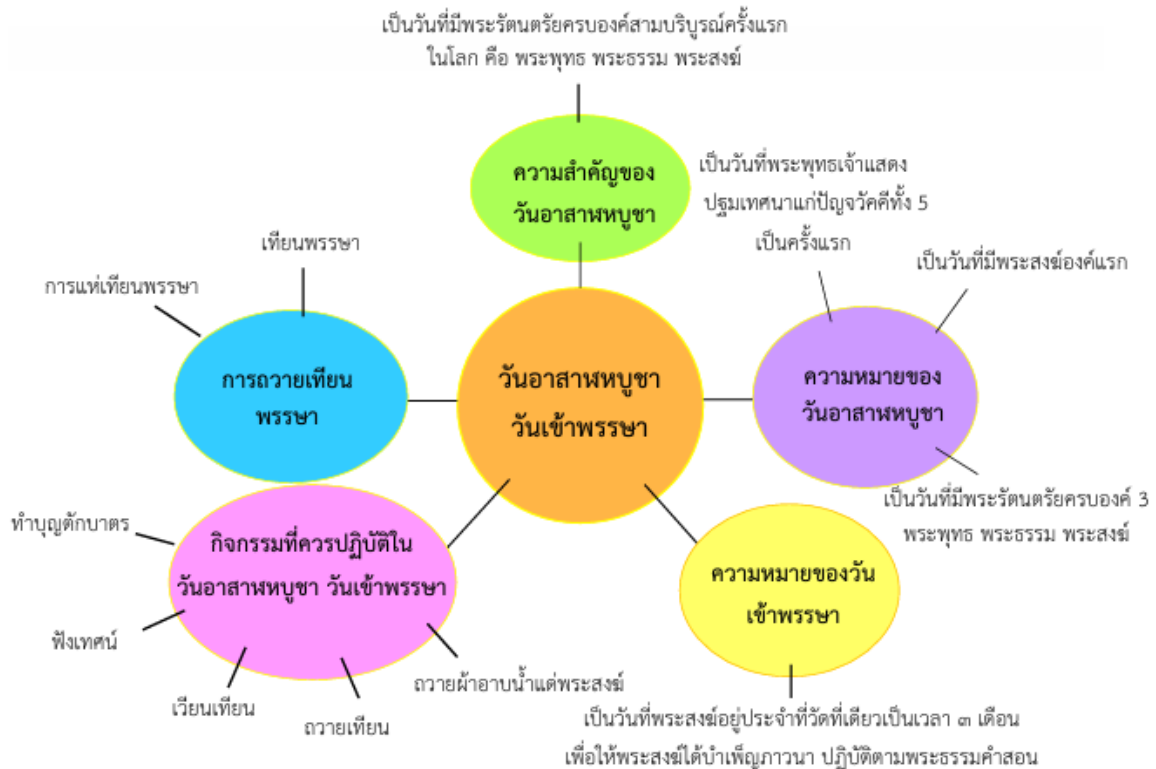 เป็นวันที่มีพระรัตนตรัยครบองค์สามบริบูรณ์ครั้งแรก
ในโลก คือ พระพุทธ พระธรรม พระสงฆ์
ความสำคัญของ
วันอาสาฬหบูชา
เป็นวันที่พระพุทธเจ้าแสดง
ปฐมเทศนาแก่ปัญจวัคคีทั้ง 5
เป็นครั้งแรก
เป็นวันที่มีพระสงฆ์องค์แรก
เทียนพรรษา
การแห่เทียนพรรษา
การถวายเทียน
พรรษา
วันอาสาฬหบูชา
วันเข้าพรรษา
ความหมายของ
วันอาสาฬหบูชา
เป็นวันที่มีพระรัตนตรัยครบองค์ 3
พระพุทธ พระธรรม พระสงฆ์
ทำบุญตักบาตร
กิจกรรมที่ควรปฏิบัติใน
วันอาสาฬหบูชา วันเข้าพรรษา
ฟังเทศน์
เวียนเทียน
ถวายเทียน
ถวายผ้าอาบน้ำแด่พระสงฆ์
ความหมายของวัน
เข้าพรรษา
เป็นวันที่พระสงฆ์อยู่ประจำที่วัดที่เดียวเป็นเวลา ๓ เดือน
เพื่อให้พระสงฆ์ได้บำเพ็ญภาวนา ปฏิบัติตามพระธรรมคำสอน